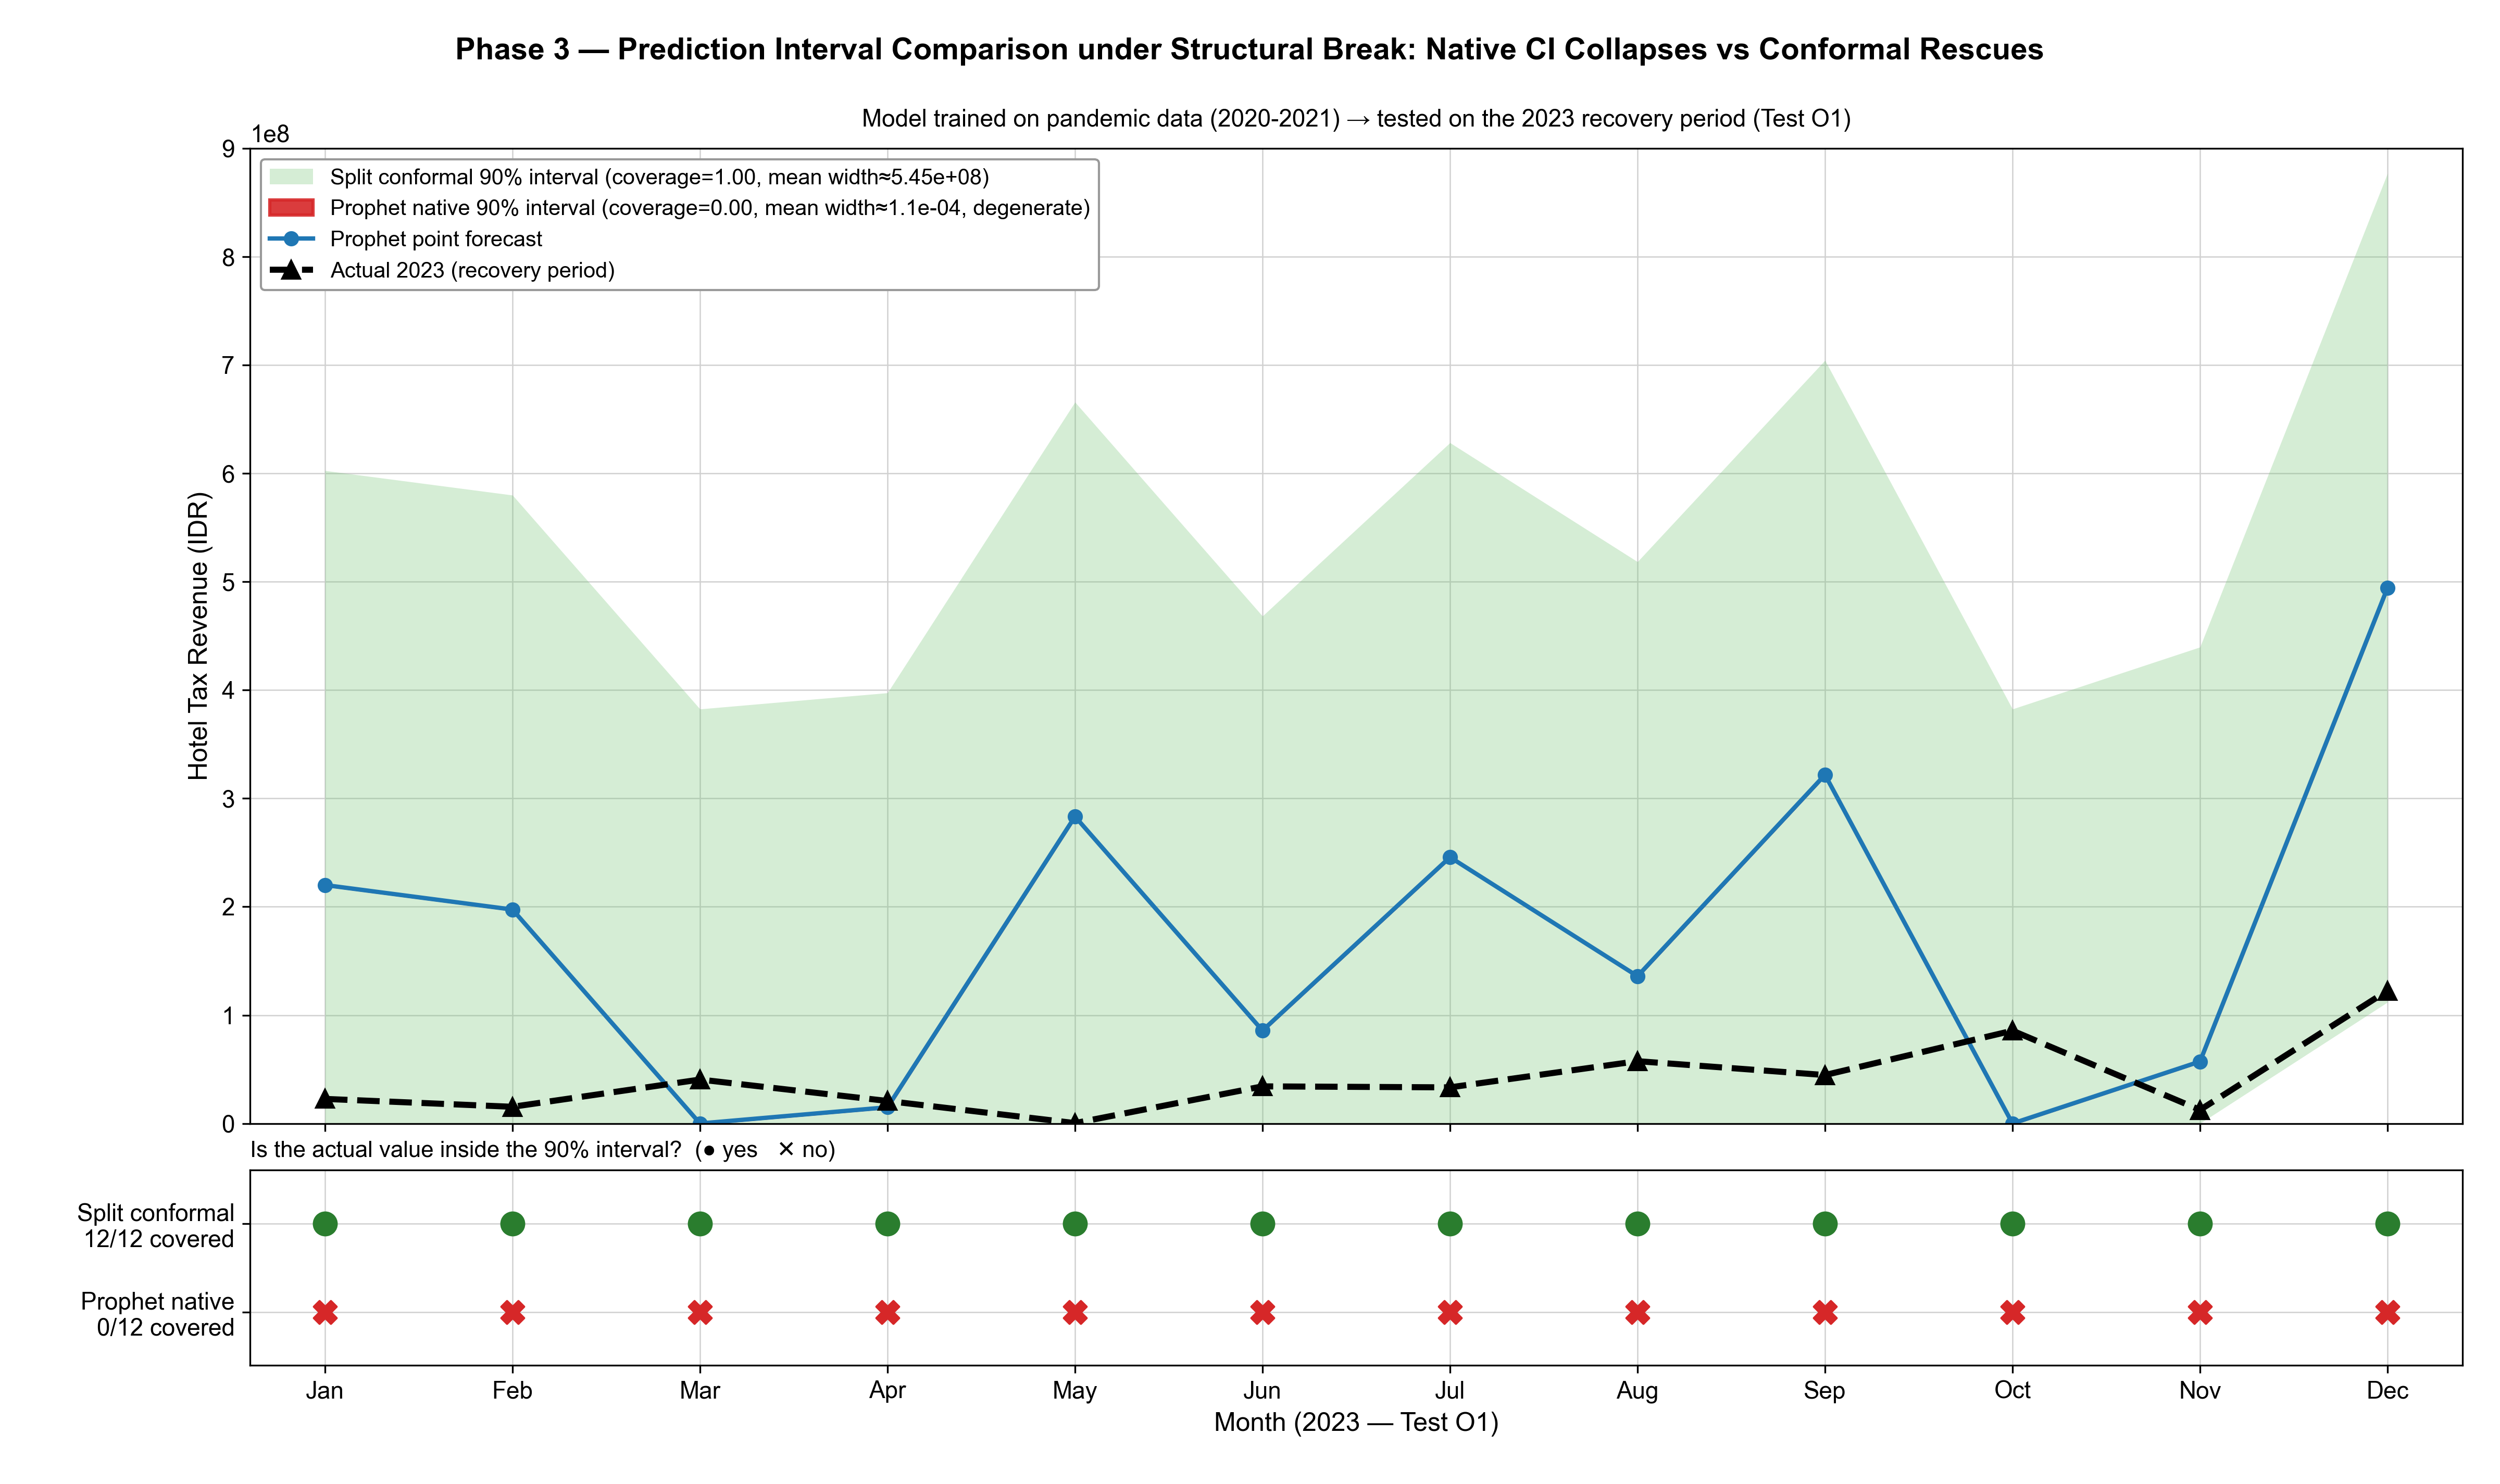 Phase 3 — Prediction Interval Comparison under Structural Break: Native CI Collapses vs Conformal Rescues
Model trained on pandemic data (2020-2021) → tested on the 2023 recovery period (Test O1)
1e8
Split conformal 90% interval (coverage=1.00, mean width≈5.45e+08)
Prophet native 90% interval (coverage=0.00, mean width≈1.1e-04, degenerate)
Prophet point forecast
Actual 2023 (recovery period)
Hotel Tax Revenue (IDR)
9
8
7
6
5
4
3
2
1
0
Is the actual value inside the 90% interval?  (● yes   ✕ no)
Split conformal
12/12 covered
Prophet native
0/12 covered
Jan Feb Mar Apr May Jun Jul Aug Sep Oct Nov Dec
Month (2023 — Test O1)